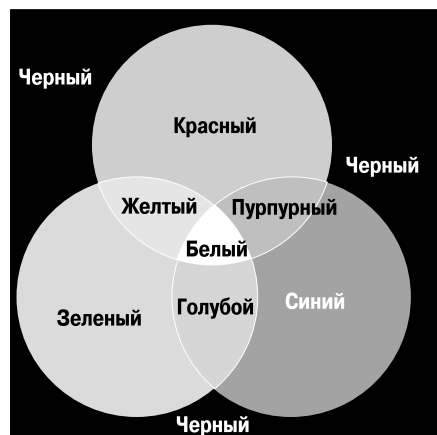 Черный
Красный
Черный
Желтый
Пурпурный
Белый
Голубой
Синий
Зеленый
Черный